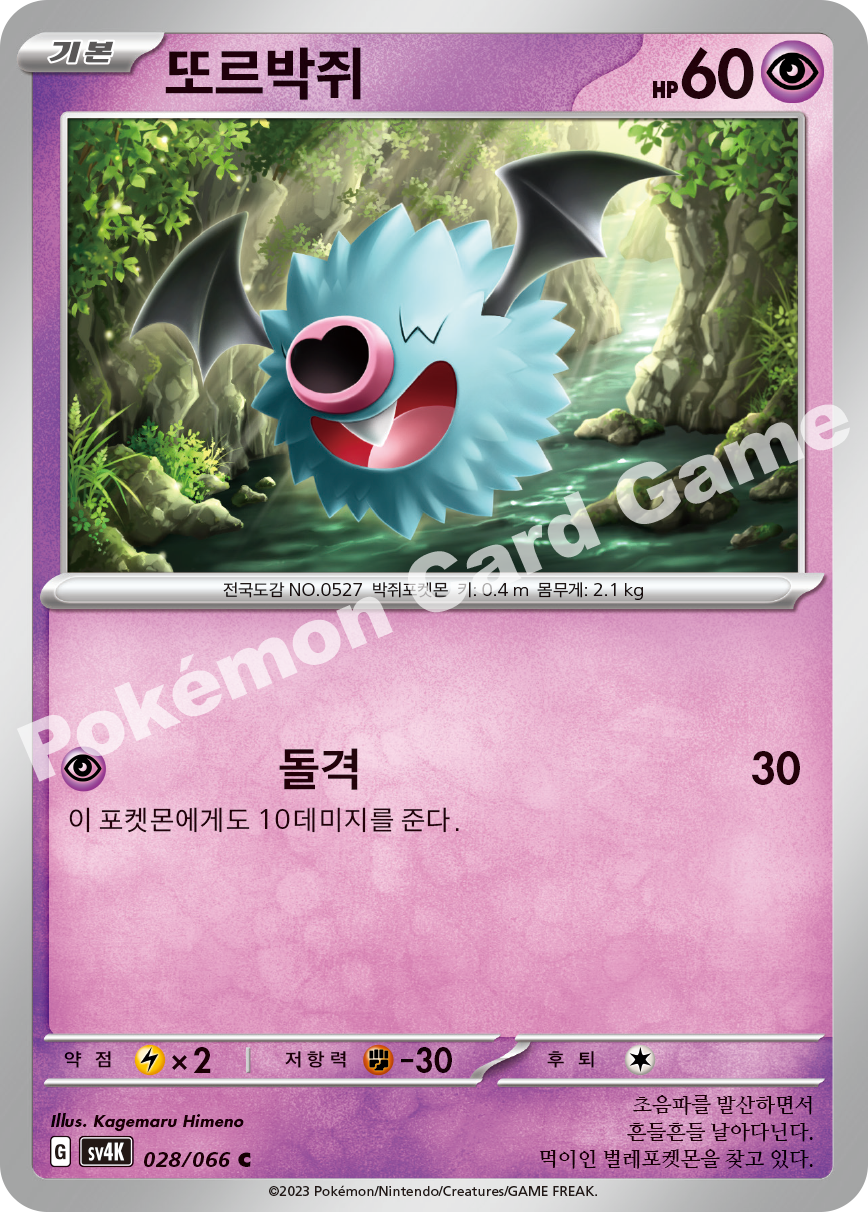 기본 또르박쥐 HP 60
전국도감 NO.0527 박쥐포켓몬 키: 0.4 m 몸무게: 2.1 kg
Pokémon Card Game
돌격 30
이 포켓몬에게도 10데미지를 준다.
약점 ×2 저항력 -30 후퇴
초음파를 발산하면서
흔들흔들 날아다닌다.
먹이인 벌레포켓몬을 찾고 있다.
Illus. Kagemaru Himeno
G SV4K 028/066 C
©2023 Pokémon/Nintendo/Creatures/GAME FREAK.